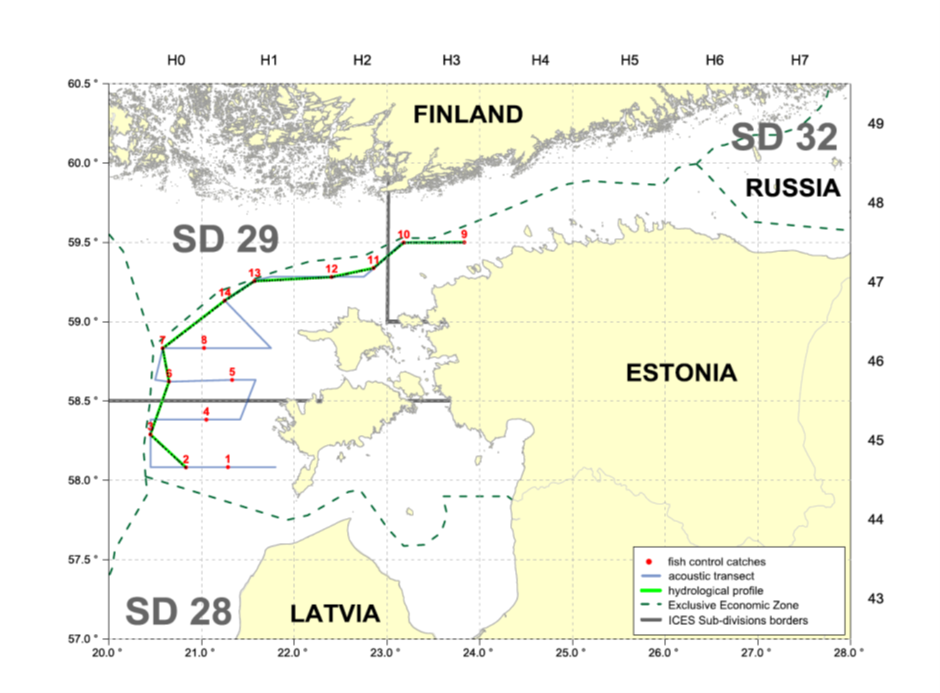 H0 H1 H2 H3 H4 H5 H6 H7
60.5 °
FINLAND
49
SD 32
60.0 °
RUSSIA
48
SD 29
59.5 °
10 9
11
12
13
47
14
59.0 °
7 8
46
6 5
ESTONIA
58.5 °
4
3
45
2 1
58.0 °
44
57.5 °
fish control catches
acoustic transect
hydrological profile
Exclusive Economic Zone
ICES Sub-divisions borders
43
SD 28
LATVIA
57.0 °
20.0 ° 21.0 ° 22.0 ° 23.0 ° 24.0 ° 25.0 ° 26.0 ° 27.0 ° 28.0 °